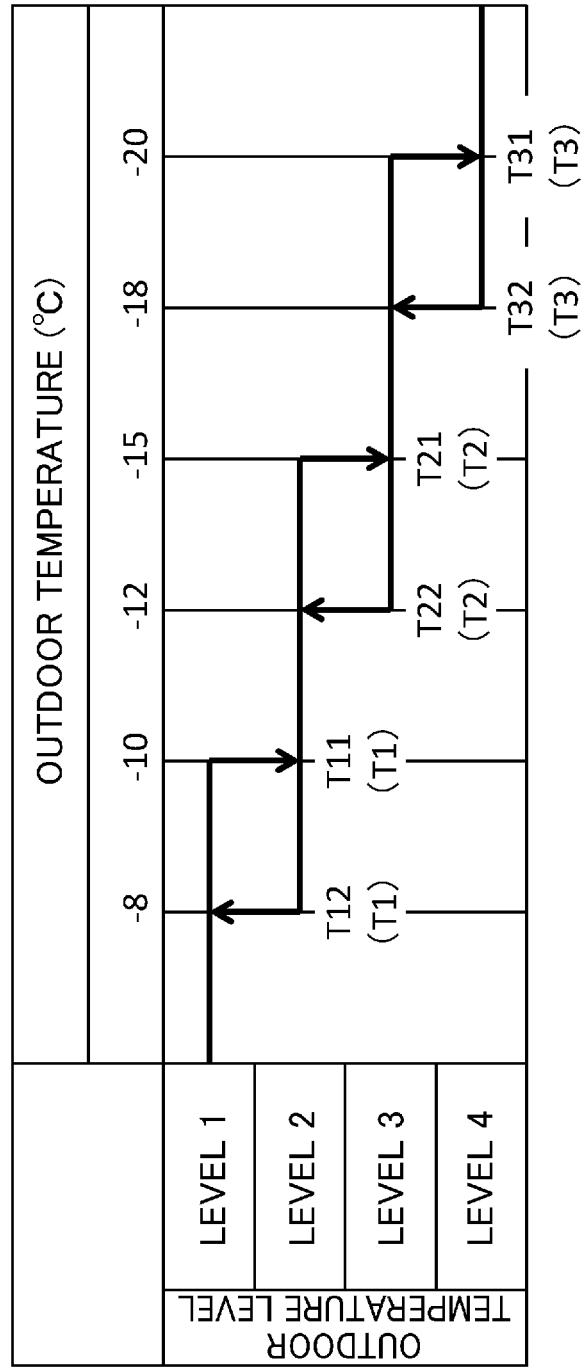 OUTDOOR TEMPERATURE (°C)
-8
-10
-12
-15
-18
-20
OUTDOOR
TEMPERATURE LEVEL
LEVEL 1
LEVEL 2
LEVEL 3
LEVEL 4
T12
(T1)
T11
(T1)
T22
(T2)
T21
(T2)
T32
(T3)
T31
(T3)